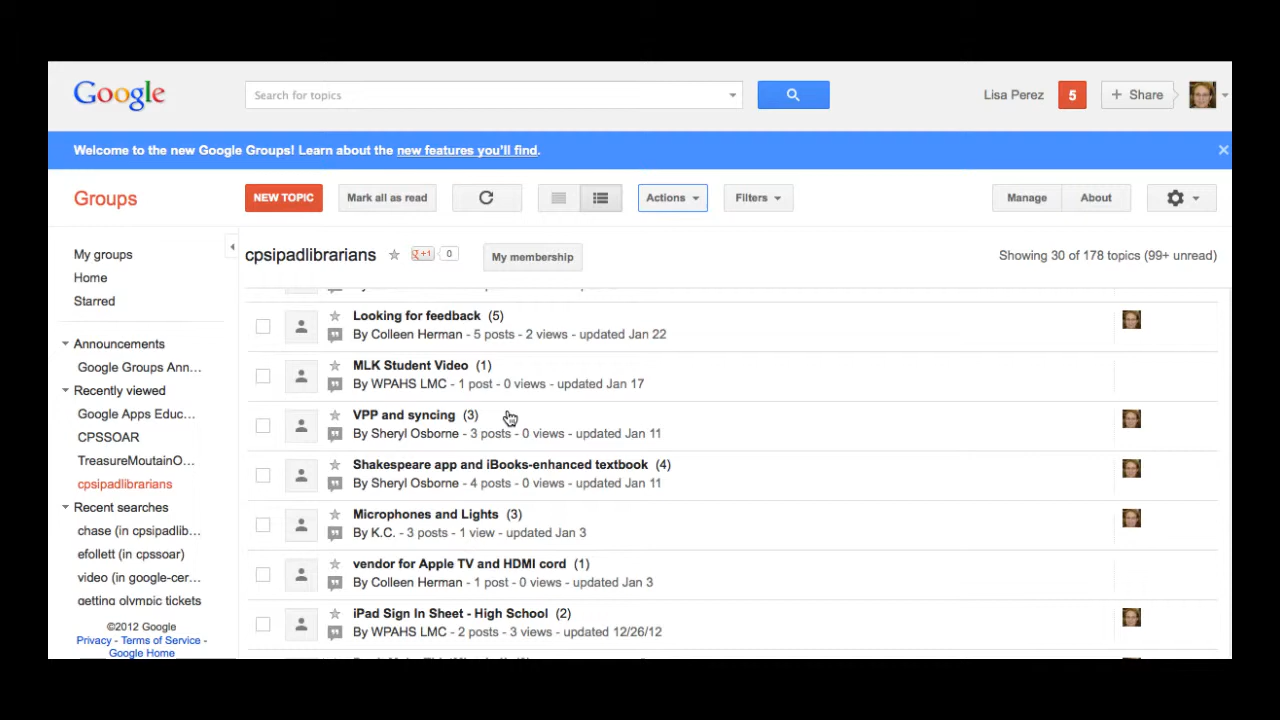 Google
Search for topics
Lisa Perez
5
+ Share
Welcome to the new Google Groups! Learn about the new features you'll find.
Groups
NEW TOPIC
Mark all as read
Actions
Filters
Manage
About
My groups
Home
Starred
Announcements
Google Groups Ann...
Recently viewed
Google Apps Educ...
CPSSOAR
TreasureMoutainO...
cpsipadlibrarians
Recent searches
chase (in cpsipadlib...
efollett (in cpssoar)
video (in google-cer...
getting olympic tickets
©2012 Google
Privacy - Terms of Service -
Google Home
cpsipadlibrarians
+1
0
My membership
Showing 30 of 178 topics (99+ unread)
Looking for feedback (5)
By Colleen Herman - 5 posts - 2 views - updated Jan 22
MLK Student Video (1)
By WPAHS LMC - 1 post - 0 views - updated Jan 17
VPP and syncing (3)
By Sheryl Osborne - 3 posts - 0 views - updated Jan 11
Shakespeare app and iBooks-enhanced textbook (4)
By Sheryl Osborne - 4 posts - 0 views - updated Jan 11
Microphones and Lights (3)
By K.C. - 3 posts - 1 view - updated Jan 3
vendor for Apple TV and HDMI cord (1)
By Colleen Herman - 1 post - 0 views - updated Jan 3
iPad Sign In Sheet - High School (2)
By WPAHS LMC - 2 posts - 3 views - updated 12/26/12